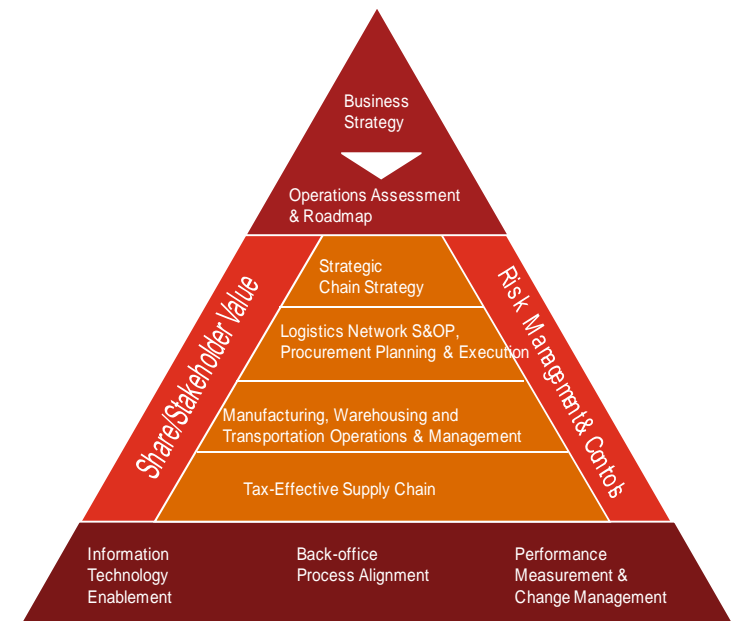 Business
Strategy
Operations Assessment
& Roadmap
Strategic
Chain Strategy
Logistics Network S&OP,
Procurement Planning & Execution
Manufacturing, Warehousing and
Transportation Operations & Management
Tax-Effective Supply Chain
Share/Stakeholder Value
Risk Management & Controls
Information
Technology
Enablement
Back-office
Process Alignment
Performance
Measurement &
Change Management